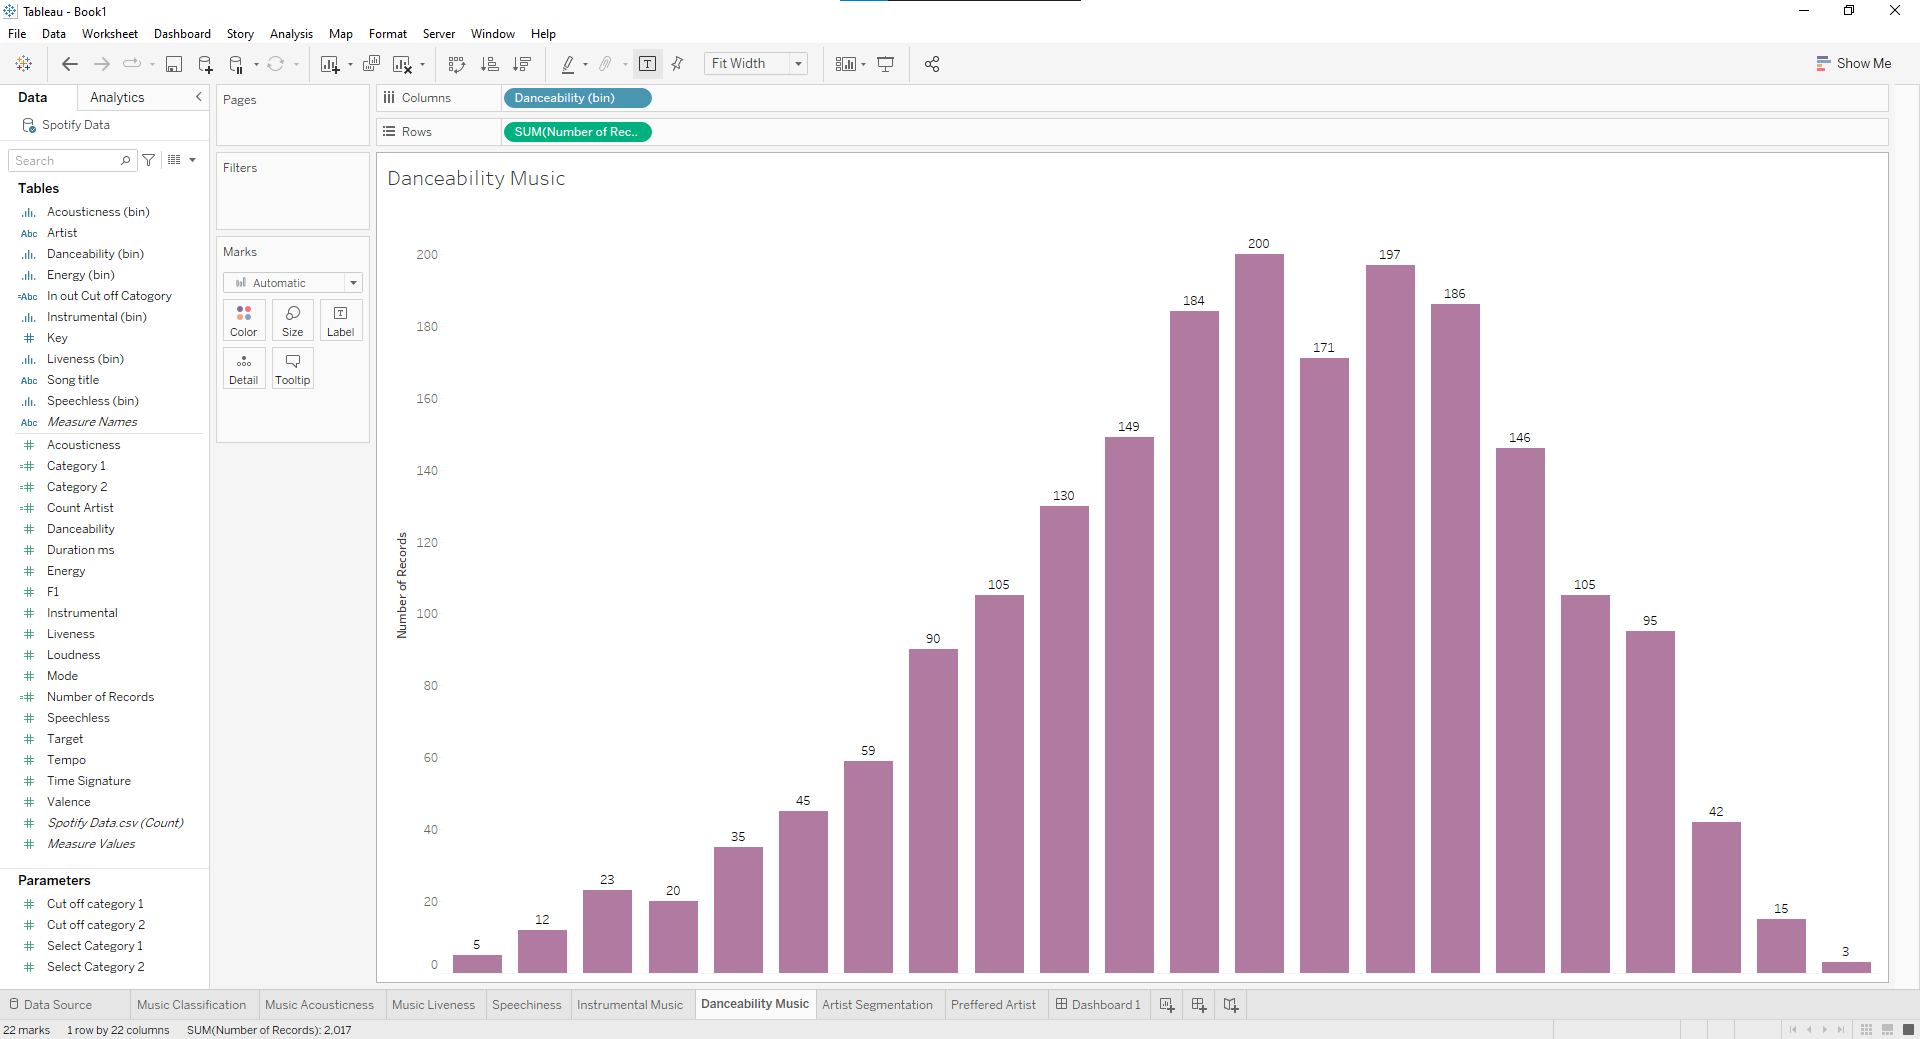 Tableau - Book1
File Data Worksheet Dashboard Story Analysis Map Format Server Window Help
Fit Width
Show Me
Data Analytics
Spotify Data
Search
Tables
Acousticness (bin)
Abc Artist
Danceability (bin)
Energy (bin)
=Abc In out Cut off Catogory
Instrumental (bin)
# Key
Liveness (bin)
Abc Song title
Speechless (bin)
Abc Measure Names
# Acousticness
=# Category 1
=# Category 2
=# Count Artist
# Danceability
# Duration ms
# Energy
# F1
# Instrumental
# Liveness
# Loudness
# Mode
=# Number of Records
# Speechless
# Target
# Tempo
# Time Signature
# Valence
# Spotify Data.csv (Count)
# Measure Values
Parameters
# Cut off category 1
# Cut off category 2
# Select Category 1
# Select Category 2
Pages
Filters
Marks
Automatic
Color Size Label
Detail Tooltip
Columns Danceability (bin)
Rows SUM(Number of Rec..
Danceability Music
Number of Records
200
180
160
140
120
100
80
60
40
20
0
5
12
23
20
35
45
59
90
105
130
149
184
200
171
197
186
146
105
95
42
15
3
Data Source Music Classification Music Acousticness Music Liveness Speechiness Instrumental Music Danceability Music Artist Segmentation Preffered Artist Dashboard 1
22 marks 1 row by 22 columns SUM(Number of Records): 2,017